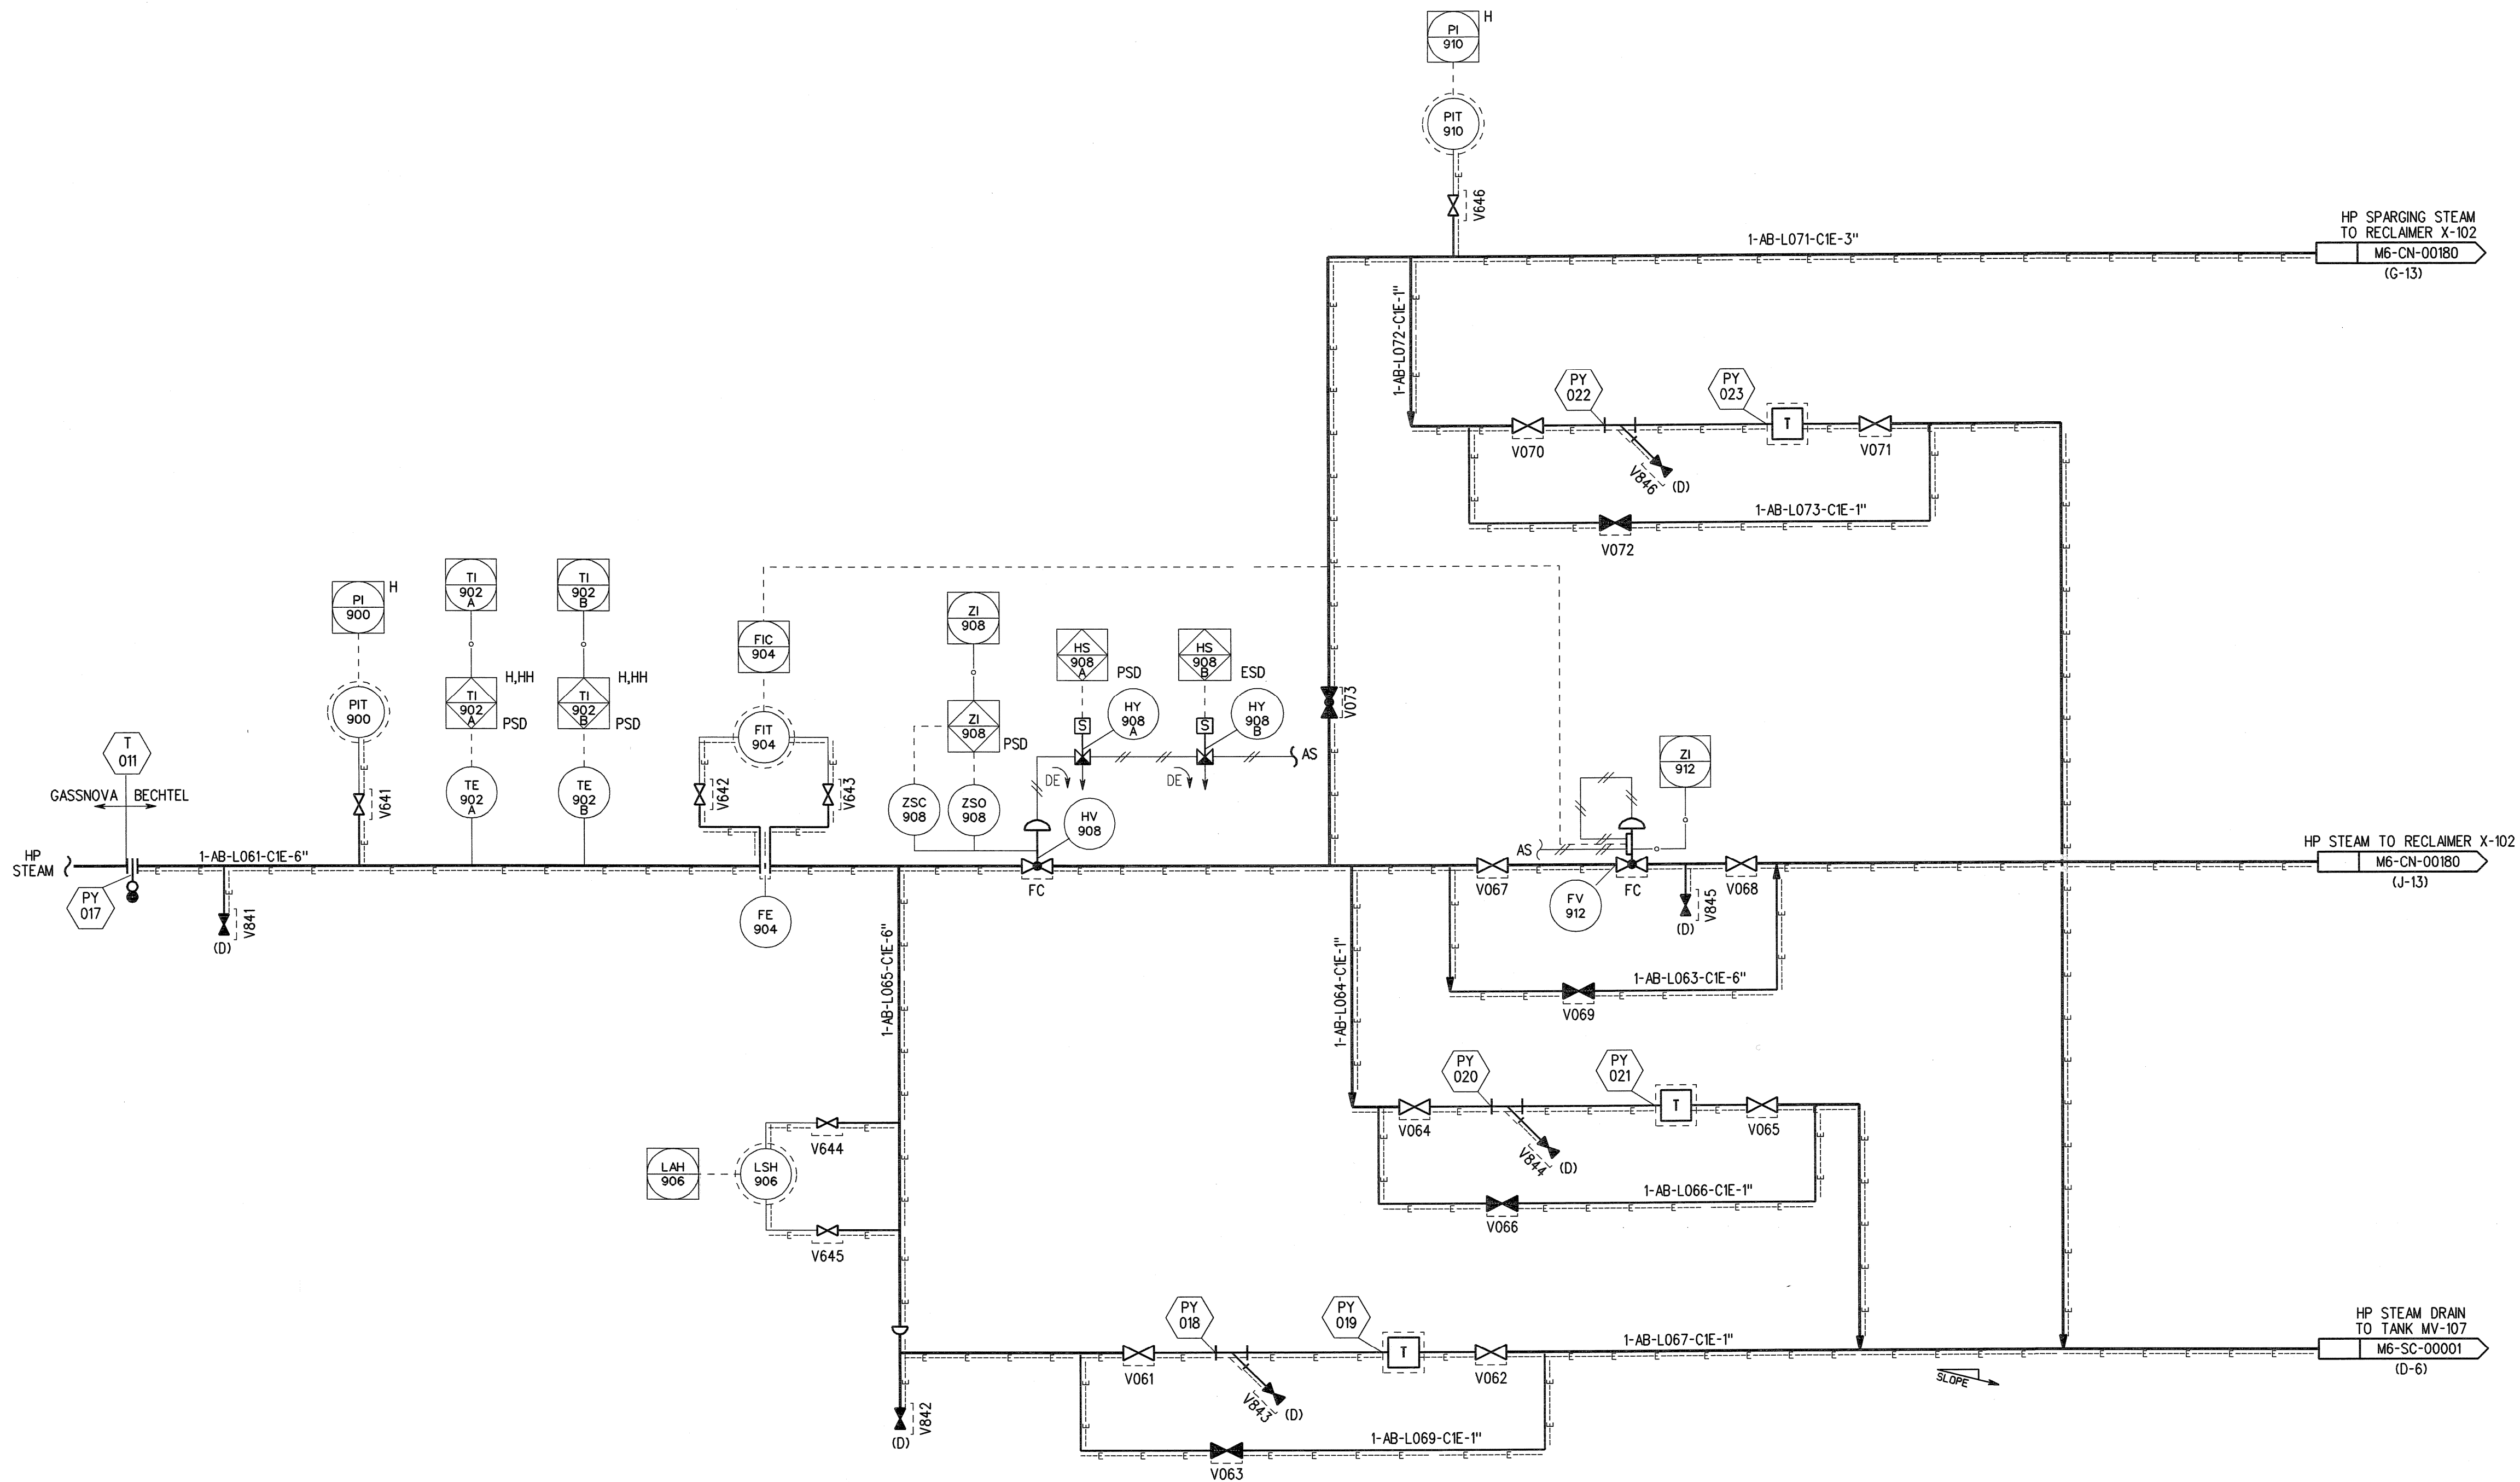 PI
910
H
PIT
910
V646
HP SPARGING STEAM
TO RECLAIMER X-102
M6-CN-00180
(G-13)
1-AB-L071-C1E-3"
1-AB-L072-C1E-1"
PY
022
PY
023
T
V070
V071
V846
(D)
1-AB-L073-C1E-1"
V072
PI
900
H
PIT
900
V641
TI
902
A
TI
902
A
H,HH
PSD
TE
902
A
TI
902
B
TI
902
B
H,HH
PSD
TE
902
B
FIC
904
FIT
904
V642
V643
FE
904
ZI
908
ZI
908
PSD
ZSC
908
ZSO
908
HS
908
A
PSD
HS
908
B
ESD
S
S
HY
908
A
HY
908
B
DE
DE
AS
HV
908
FC
V073
ZI
912
AS
FV
912
FC
V067
V068
V845
(D)
HP STEAM TO RECLAIMER X-102
M6-CN-00180
(J-13)
T
011
GASSNOVA
BECHTEL
HP
STEAM
PY
017
1-AB-L061-C1E-6"
V841
(D)
1-AB-L065-C1E-6"
1-AB-L064-C1E-1"
1-AB-L063-C1E-6"
V069
PY
020
PY
021
T
V064
V065
V844
(D)
1-AB-L066-C1E-1"
V066
LAH
906
LSH
906
V644
V645
PY
018
PY
019
T
V061
V062
V843
(D)
1-AB-L067-C1E-1"
HP STEAM DRAIN
TO TANK MV-107
M6-SC-00001
(D-6)
SLOPE
V842
(D)
1-AB-L069-C1E-1"
V063